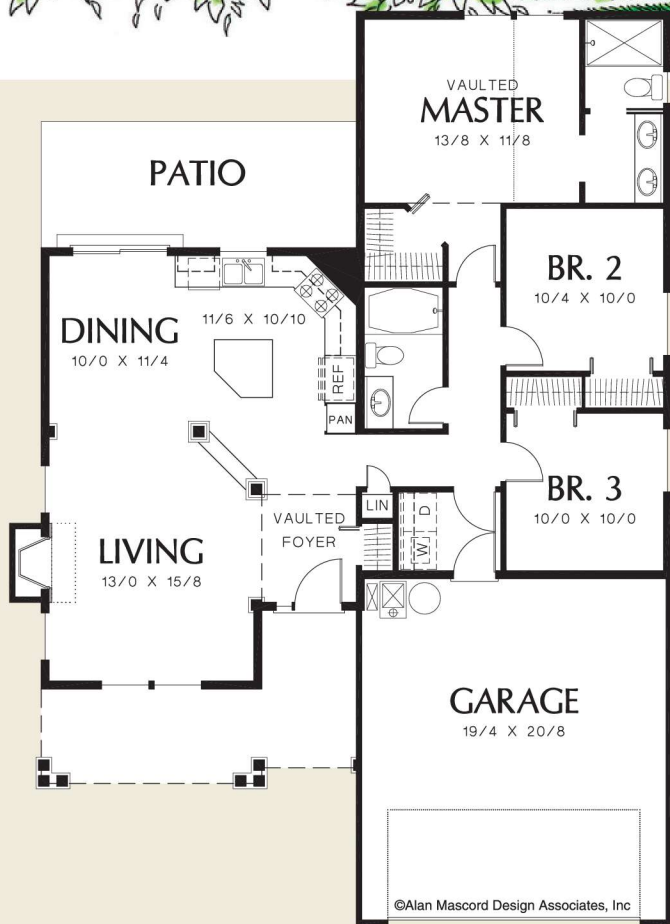 VAULTED
MASTER
13/8 X 11/8
PATIO
BR. 2
10/4 X 10/0
DINING
10/0 X 11/4
11/6 X 10/10
REF
PAN
BR. 3
10/0 X 10/0
LIN
D
W
VAULTED
FOYER
LIVING
13/0 X 15/8
GARAGE
19/4 X 20/8
©Alan Mascord Design Associates, Inc